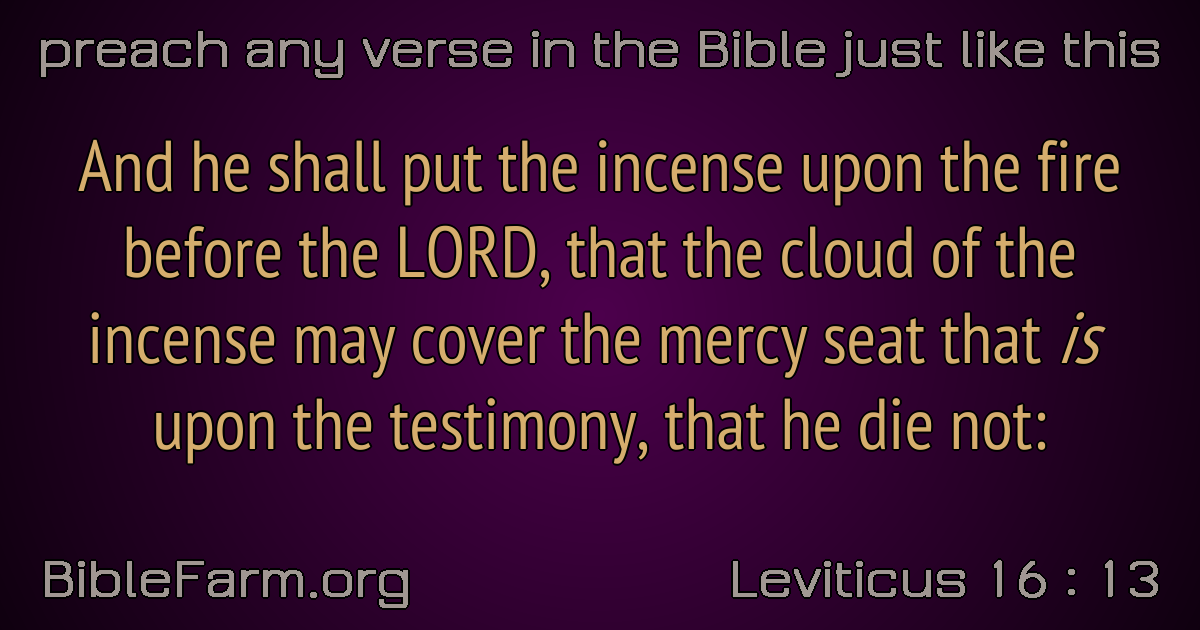 preach any verse in the Bible just like this
And he shall put the incense upon the fire
before the LORD, that the cloud of the
incense may cover the mercy seat that is
upon the testimony, that he die not:
BibleFarm.org
Leviticus 16 : 13